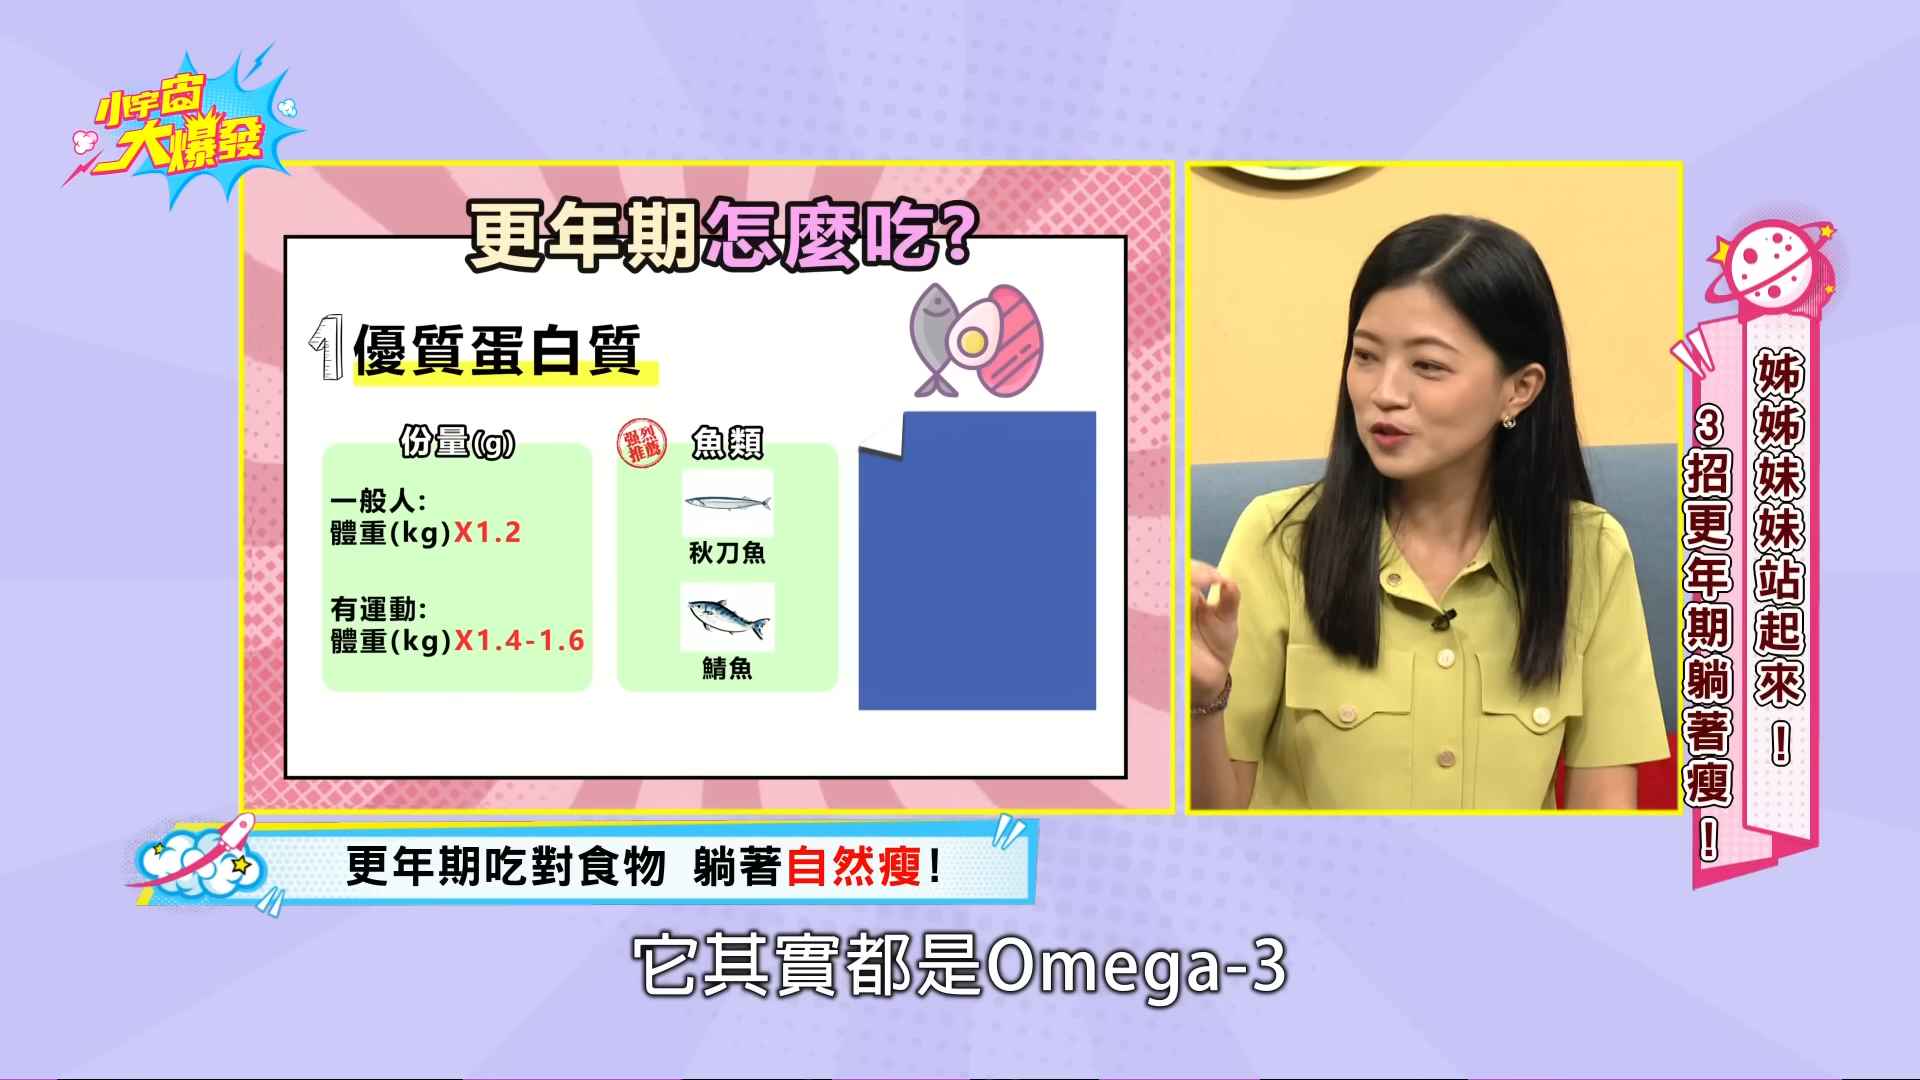 小宇宙
大爆發
更年期怎麼吃?
1優質蛋白質
份量(g)
一般人:
體重(kg)X1.2
有運動:
體重(kg)X1.4-1.6
强烈
推薦
魚類
秋刀魚
鯖魚
姊姊妹妹站起來！
3招更年期躺著瘦！
更年期吃對食物 躺著自然瘦!
它其實都是Omega-3